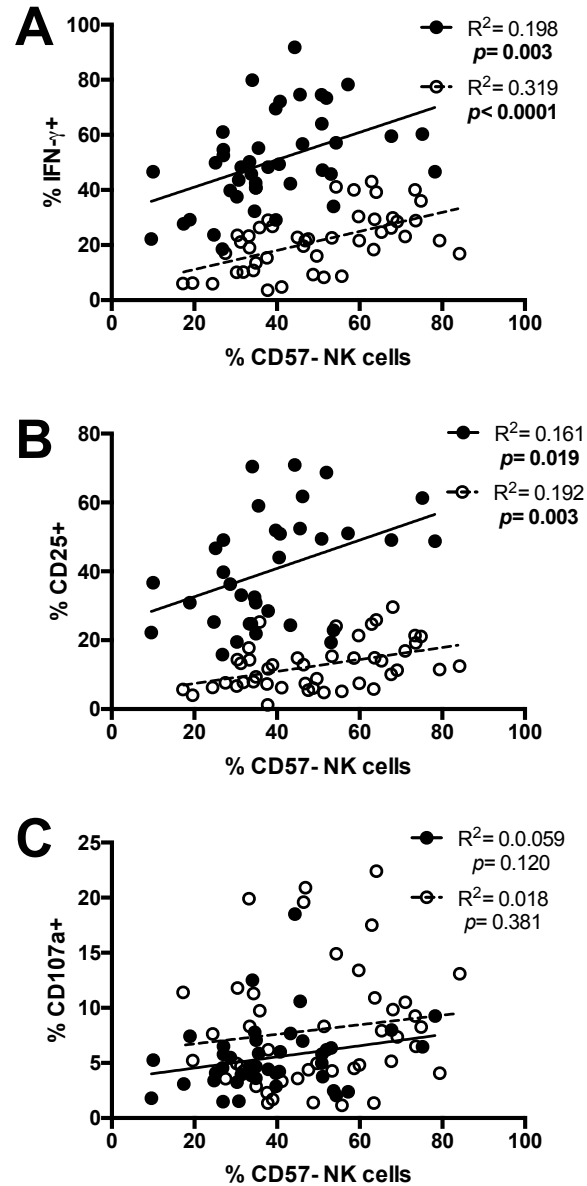 A
100
80
60
40
20
0
% IFN-γ+
0 20 40 60 80 100
% CD57- NK cells
R²= 0.198
p= 0.003
R²= 0.319
p< 0.0001
B
80
60
40
20
0
% CD25+
0 20 40 60 80 100
% CD57- NK cells
R²= 0.161
p= 0.019
R²= 0.192
p= 0.003
C
25
20
15
10
5
0
% CD107a+
0 20 40 60 80 100
% CD57- NK cells
R²= 0.0.059
p= 0.120
R²= 0.018
p= 0.381